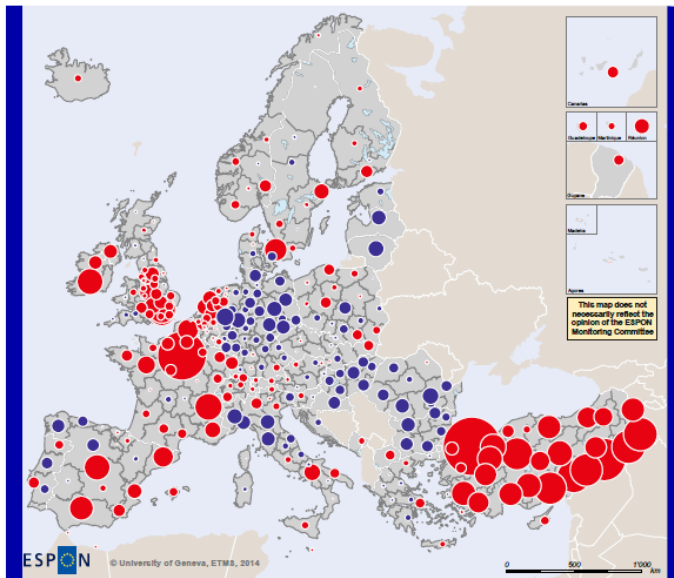 Canarias
Guadeloupe Martinique Réunion
Guyane
Madeira
Açores
This map does not
necessarily reflect the
opinion of the ESPON
Monitoring Committee
ESPON © University of Geneva, ETMS, 2014
0 500 1'000
km